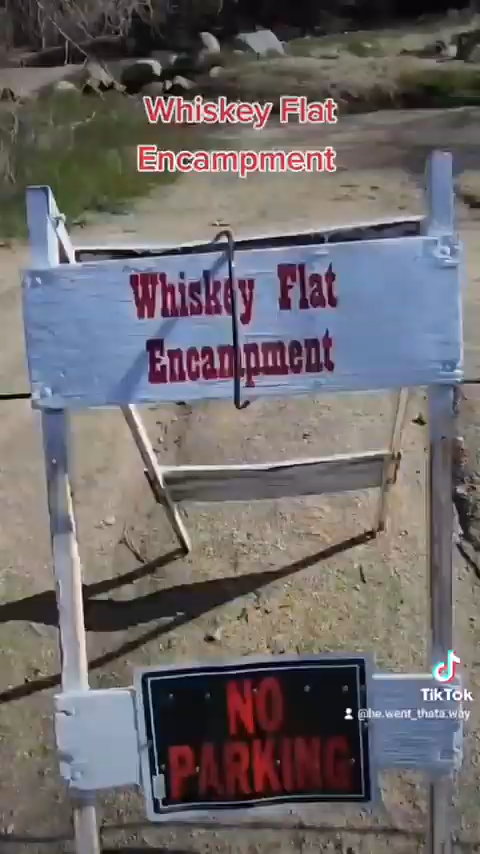 Whiskey Flat
Encampment
Whiskey Flat
Encampment
NO
PARKING
TikTok
@he.went_thata.way